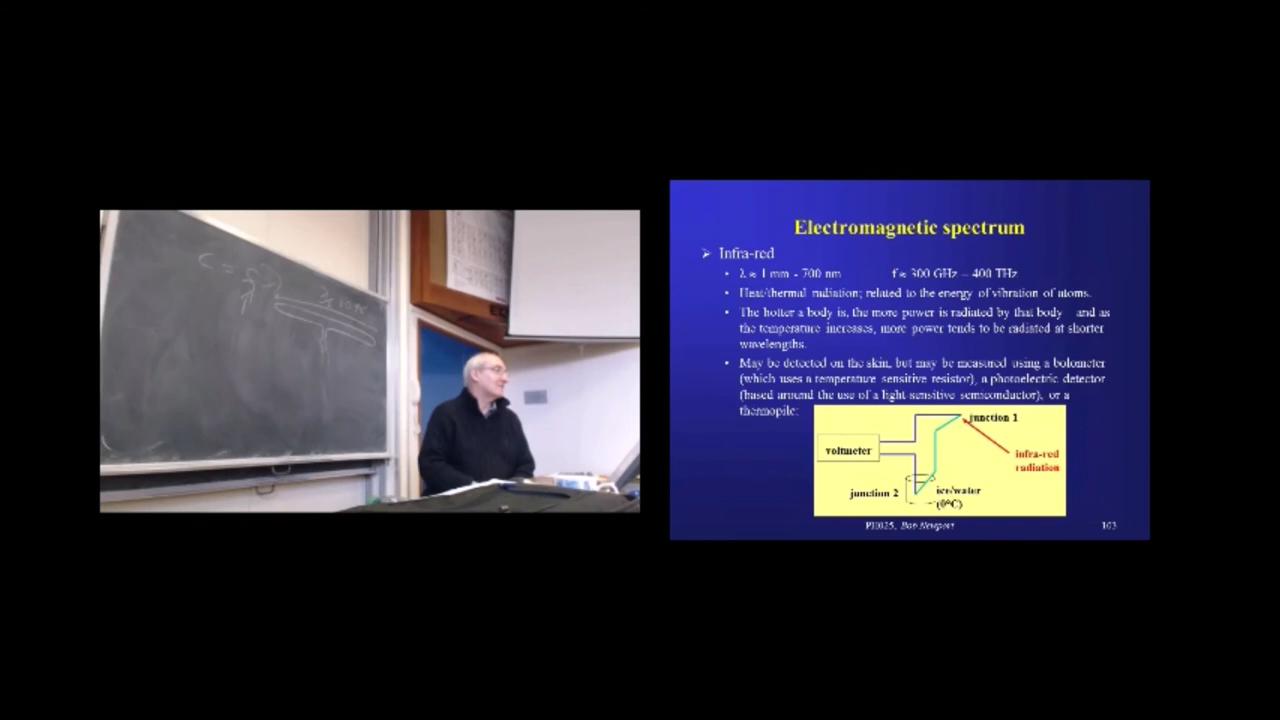 C = f λ
Electromagnetic spectrum
➢ Infra-red
• λ ≈ 1 mm - 700 nm f ≈ 300 GHz – 400 THz
• Heat/thermal radiation; related to the energy of vibration of atoms.
• The hotter a body is, the more power is radiated by that body and as
the temperature increases, more power tends to be radiated at shorter
wavelengths.
• May be detected on the skin, but may be measured using a bolometer
(which uses a temperature sensitive resistor), a photoelectric detector
(based around the use of a light-sensitive semiconductor), or a
thermopile:
junction 1
voltmeter
infra-red
radiation
junction 2
ice/water
(0°C)
PH025, Bob Newport
103